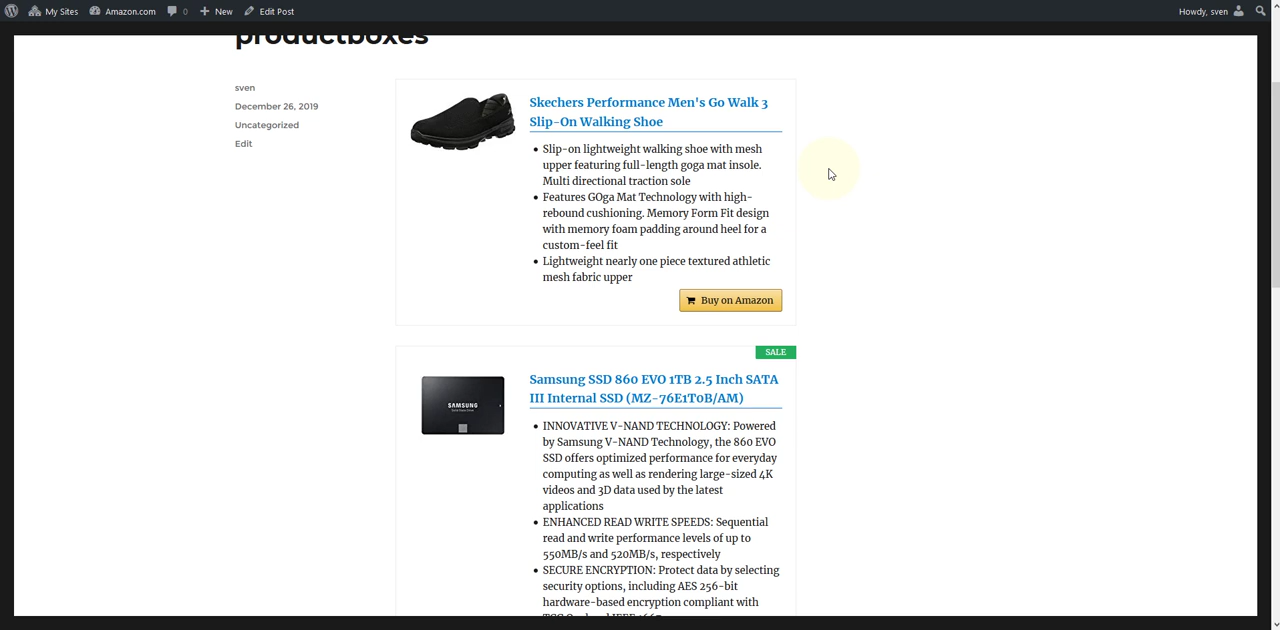 My Sites Amazon.com 0 New Edit Post Howdy, sven
productboxes
sven
December 26, 2019
Uncategorized
Edit
Skechers Performance Men's Go Walk 3
Slip-On Walking Shoe
Slip-on lightweight walking shoe with mesh
upper featuring full-length goga mat insole.
Multi directional traction sole
Features GOga Mat Technology with high-
rebound cushioning. Memory Form Fit design
with memory foam padding around heel for a
custom-feel fit
Lightweight nearly one piece textured athletic
mesh fabric upper
Buy on Amazon
SALE
SAMSUNG
Samsung SSD 860 EVO 1TB 2.5 Inch SATA
III Internal SSD (MZ-76E1T0B/AM)
INNOVATIVE V-NAND TECHNOLOGY: Powered
by Samsung V-NAND Technology, the 860 EVO
SSD offers optimized performance for everyday
computing as well as rendering large-sized 4K
videos and 3D data used by the latest
applications
ENHANCED READ WRITE SPEEDS: Sequential
read and write performance levels of up to
550MB/s and 520MB/s, respectively
SECURE ENCRYPTION: Protect data by selecting
security options, including AES 256-bit
hardware-based encryption compliant with